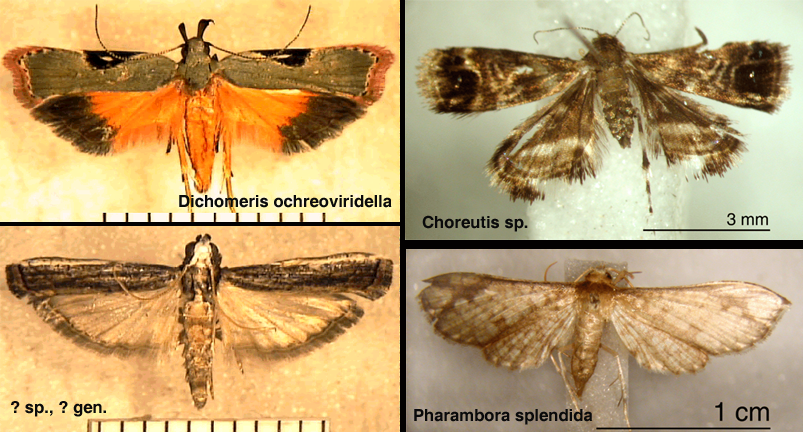 Dichomeris ochreoviridella
Choreutis sp.
3 mm
? sp., ? gen.
Pharambora splendida
1 cm